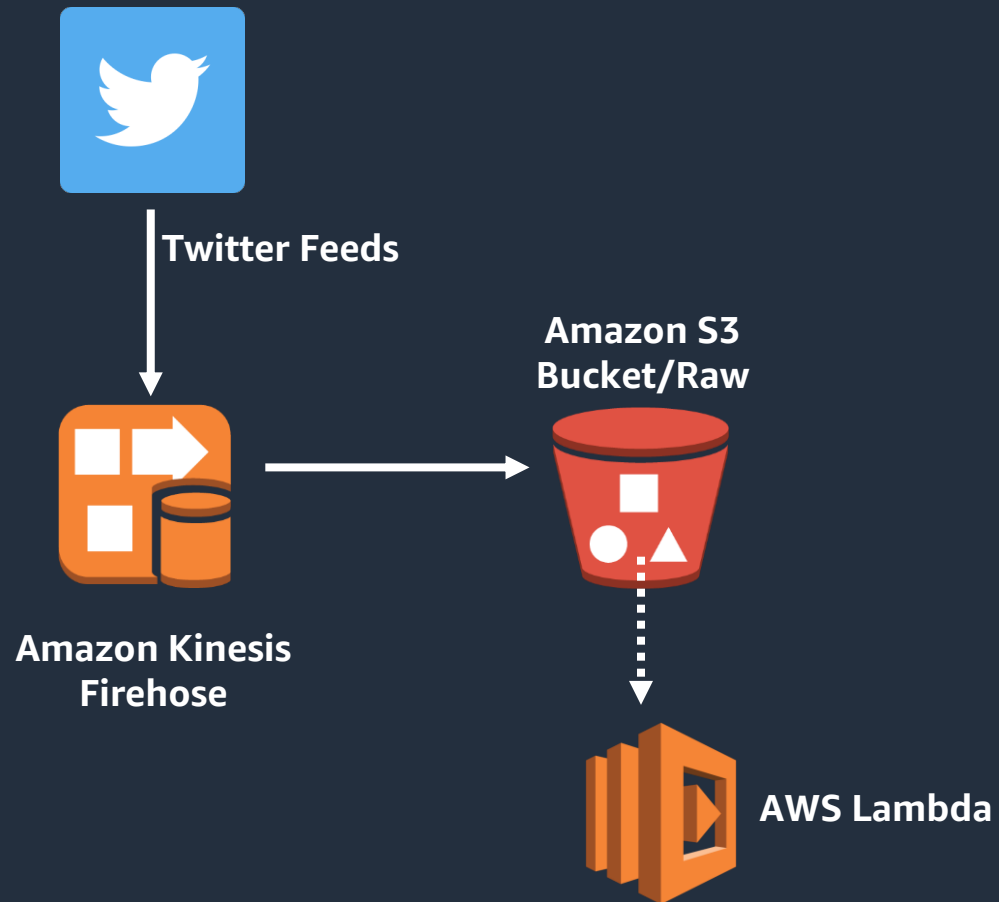 Twitter Feeds
Amazon S3
Bucket/Raw
Amazon Kinesis
Firehose
AWS Lambda